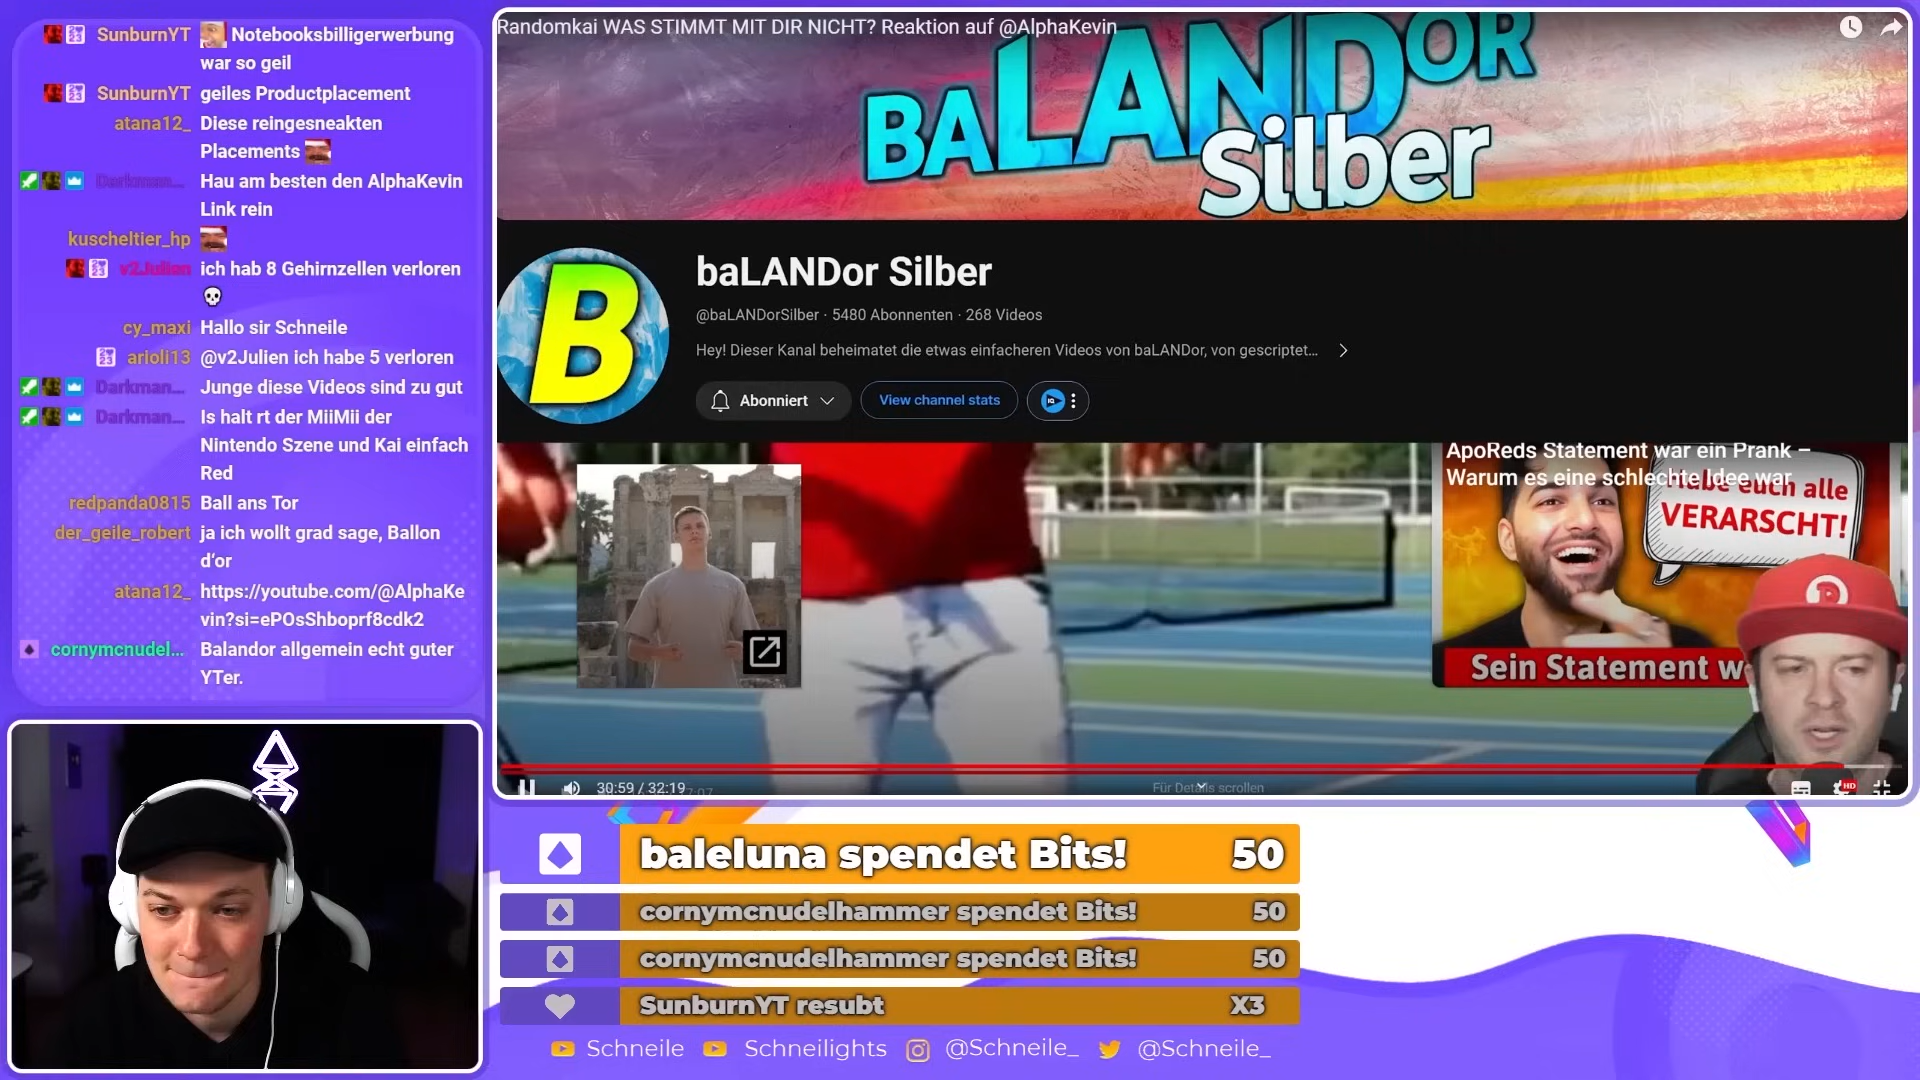 SunburnYT Notebooksbilligerwerbung
war so geil
SunburnYT geiles Productplacement
atana12_ Diese reingesneakten
Placements
Darkman... Hau am besten den AlphaKevin
Link rein
kuscheltier_hp
v2Julien ich hab 8 Gehirnzellen verloren
cy_maxi Hallo sir Schneile
arioli13 @v2Julien ich habe 5 verloren
Darkman... Junge diese Videos sind zu gut
Darkman... Is halt rt der MiiMii der
Nintendo Szene und Kai einfach
Red
redpanda0815 Ball ans Tor
der_geile_robert ja ich wollt grad sage, Ballon
d‘or
atana12_ https://youtube.com/@AlphaKe
vin?si=ePOsShboprf8cdk2
cornymcnudel... Balandor allgemein echt guter
YTer.
Randomkai WAS STIMMT MIT DIR NICHT? Reaktion auf @AlphaKevin
BALANDOR
Silber
B
baLANDor Silber
@baLANDorSilber · 5480 Abonnenten · 268 Videos
Hey! Dieser Kanal beheimatet die etwas einfacheren Videos von baLANDor, von gescriptet...
Abonniert
View channel stats
IQ
ApoReds Statement war ein Prank –
Warum es eine schlechte Idee war
Habe euch alle
VERARSCHT!
Sein Statement w
30:59 / 32:19
Für Details scrollen
HD
baleluna spendet Bits! 50
cornymcnudelhammer spendet Bits! 50
cornymcnudelhammer spendet Bits! 50
SunburnYT resubt X3
Schneile Schneilights @Schneile_ @Schneile_